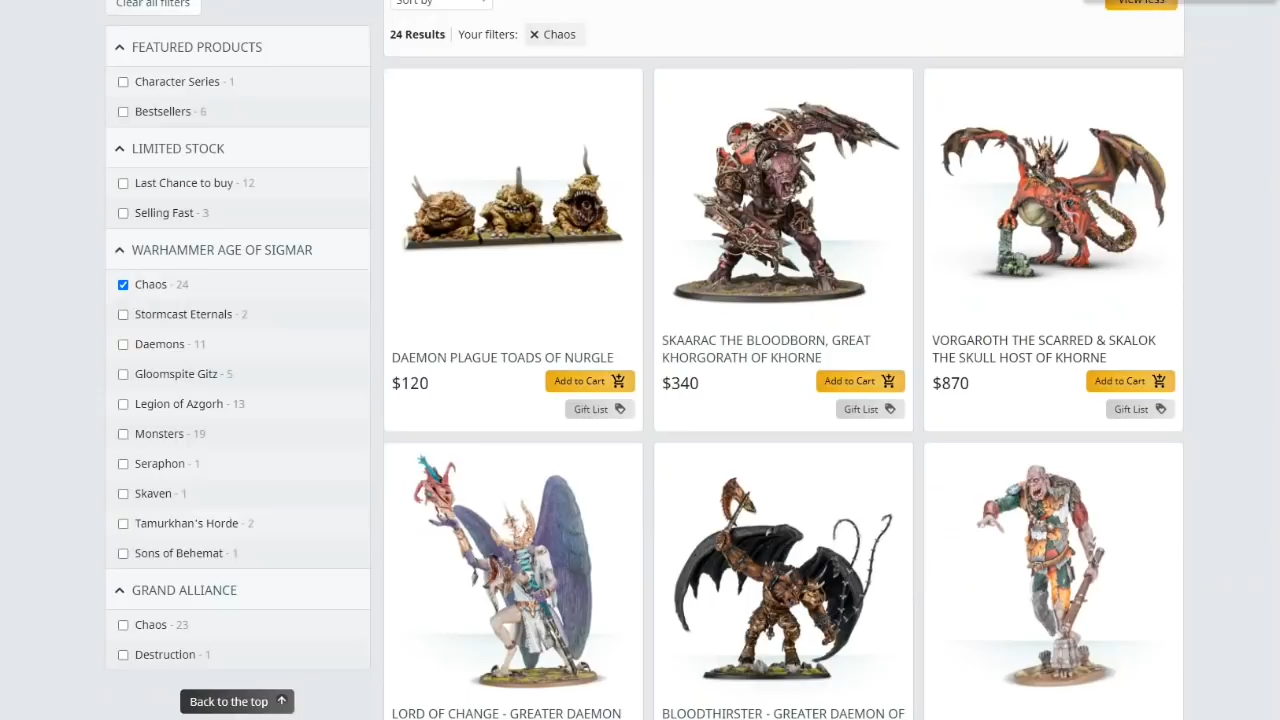 Clear all filters
FEATURED PRODUCTS
Character Series - 1
Bestsellers - 6
LIMITED STOCK
Last Chance to buy - 12
Selling Fast - 3
WARHAMMER AGE OF SIGMAR
Chaos - 24
Stormcast Eternals - 2
Daemons - 11
Gloomspite Gitz - 5
Legion of Azgorh - 13
Monsters - 19
Seraphon - 1
Skaven - 1
Tamurkhan's Horde - 2
Sons of Behemat - 1
GRAND ALLIANCE
Chaos - 23
Destruction - 1
Back to the top
Sort by
View less
24 Results Your filters: Chaos
DAEMON PLAGUE TOADS OF NURGLE
$120
Add to Cart
Gift List
SKAARAC THE BLOODBORN, GREAT
KHORGORATH OF KHORNE
$340
Add to Cart
Gift List
VORGAROTH THE SCARRED & SKALOK
THE SKULL HOST OF KHORNE
$870
Add to Cart
Gift List
LORD OF CHANGE - GREATER DAEMON
BLOODTHIRSTER - GREATER DAEMON OF